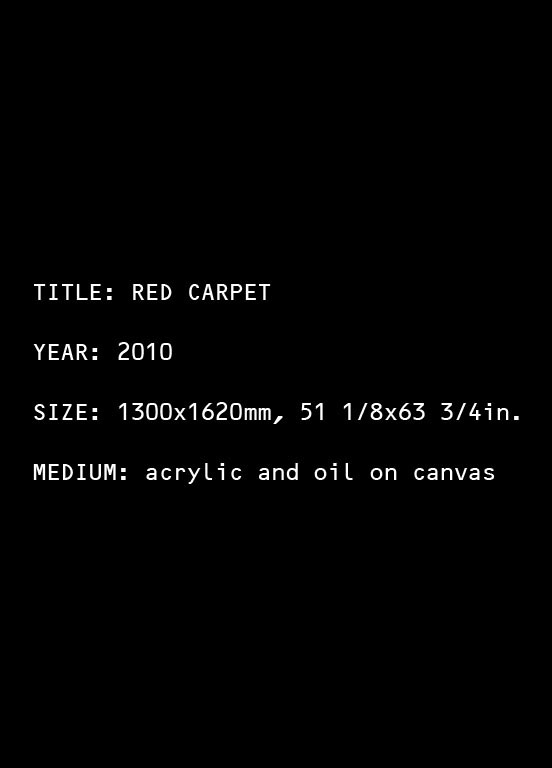 TITLE: RED CARPET
YEAR: 2010
SIZE: 1300x1620mm, 51 1/8x63 3/4in.
MEDIUM: acrylic and oil on canvas